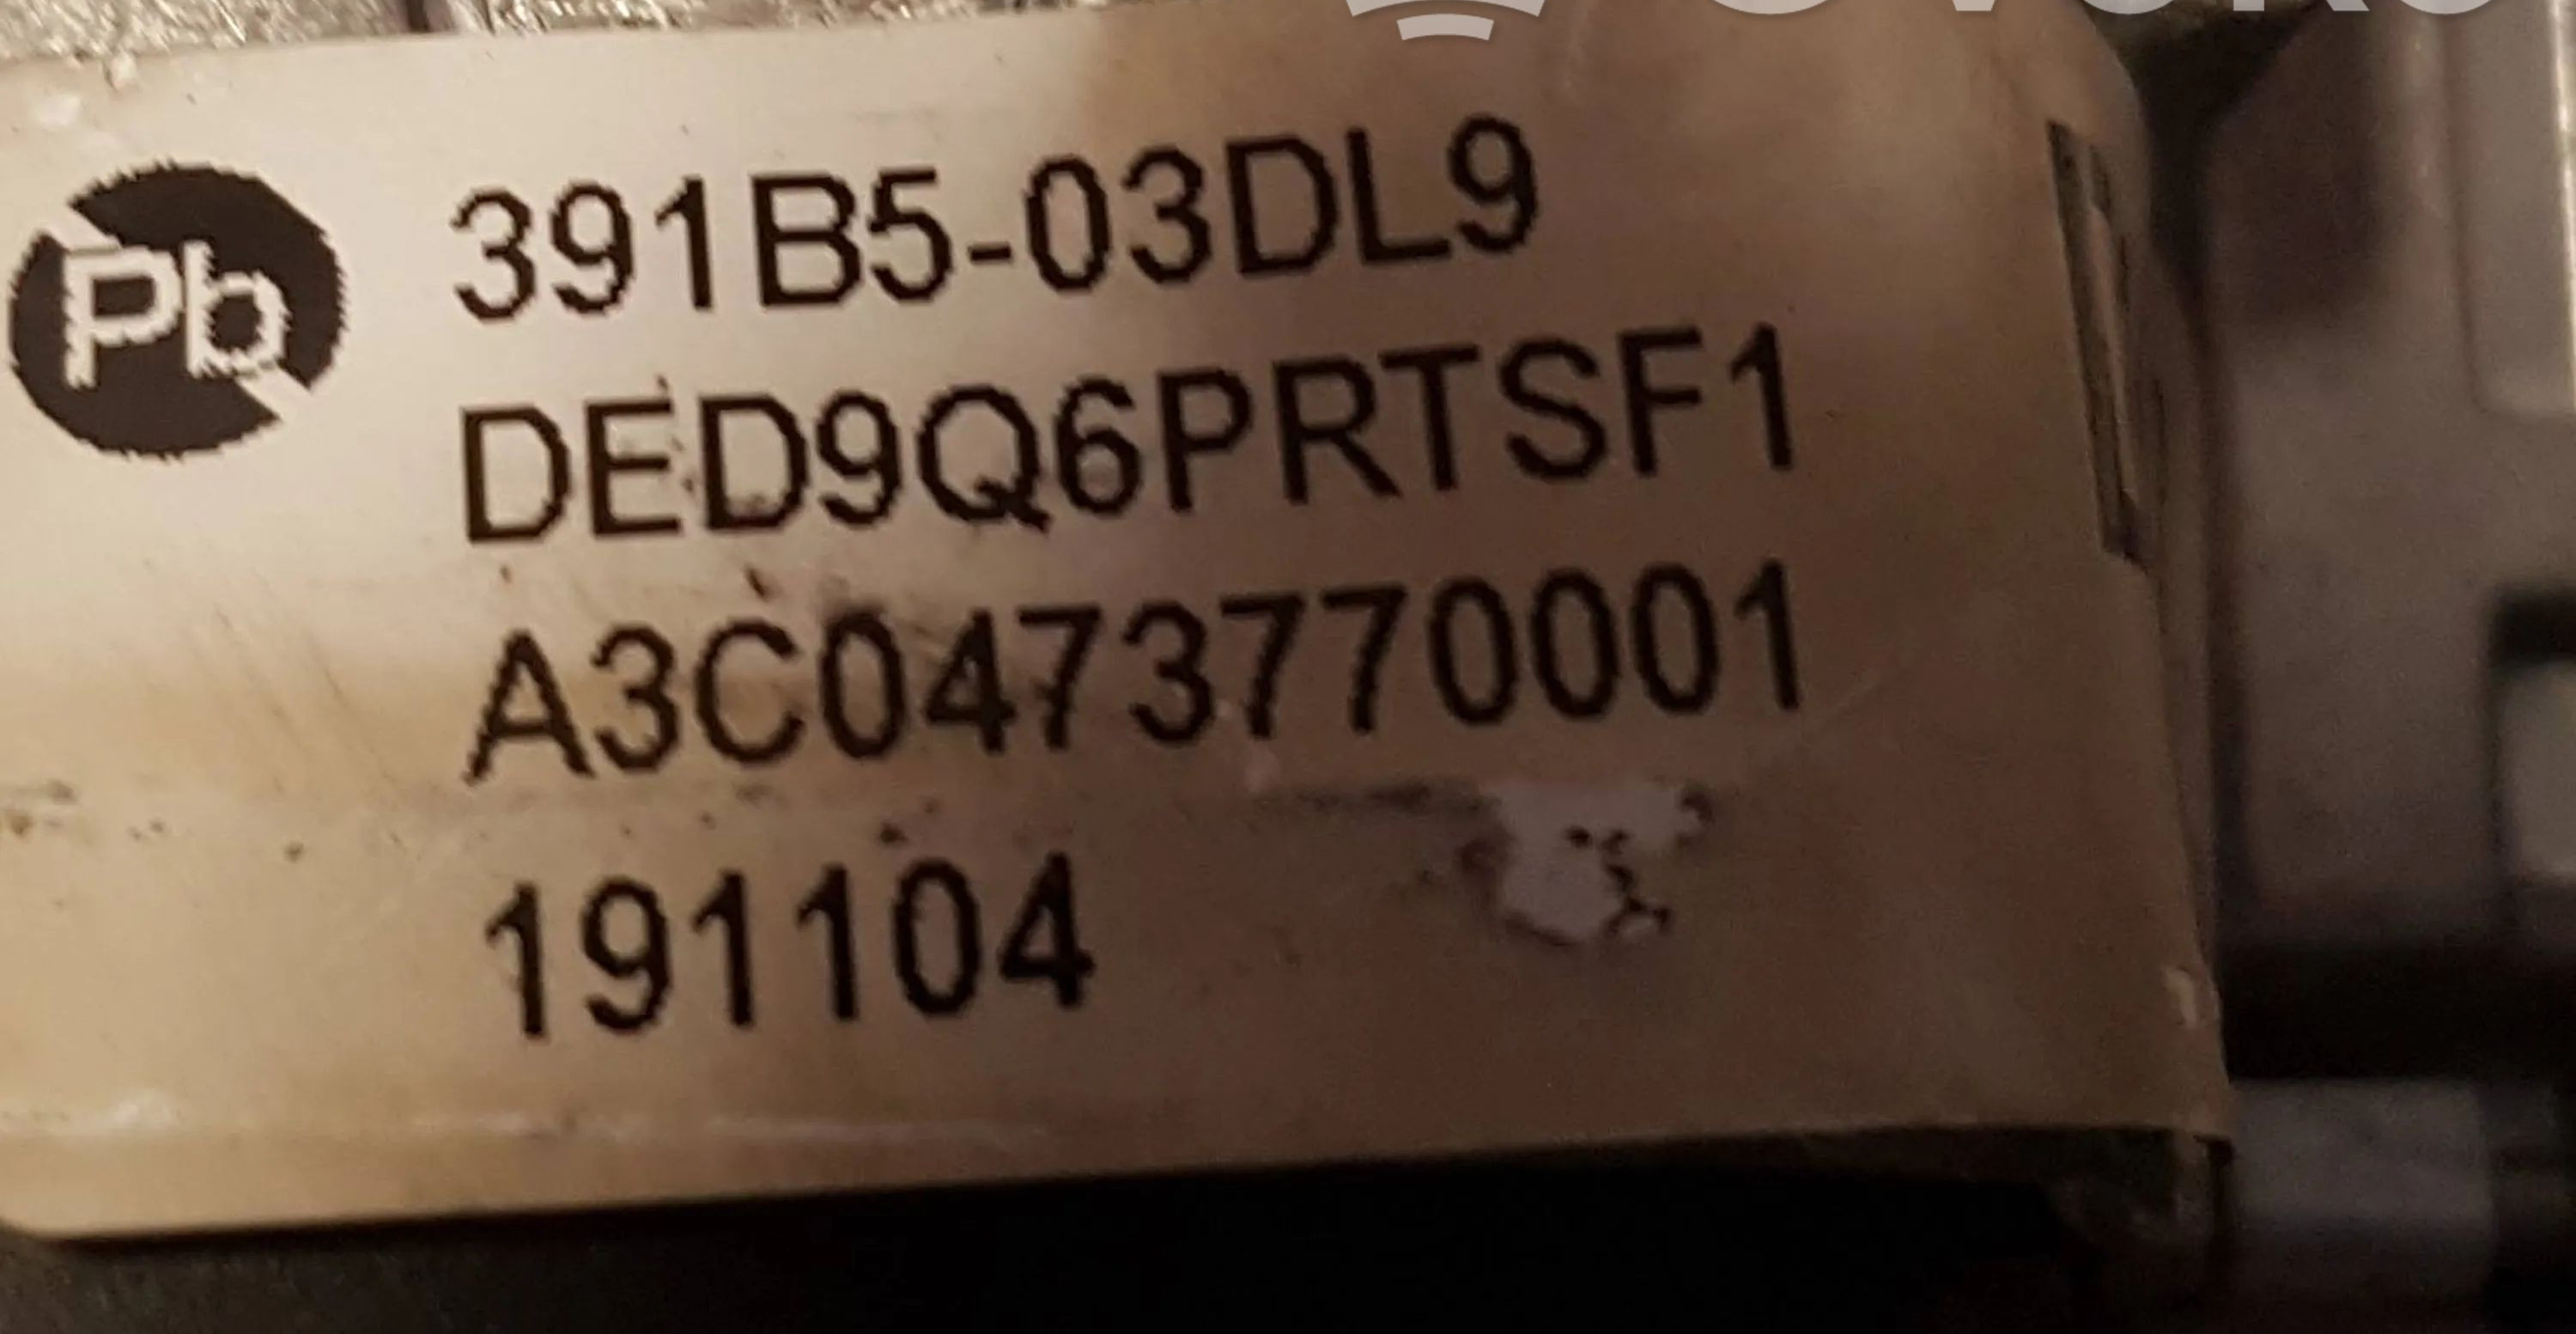 Pb
391B5-03DL9
DED9Q6PRTSF1
A3C0473770001
191104